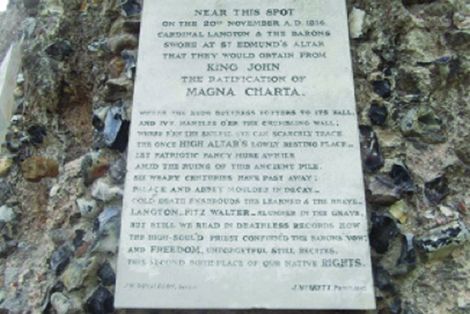 NEAR THIS SPOT
ON THE 20TH NOVEMBER A.D. 1214
CARDINAL LANGTON & THE BARONS
SWORE AT ST EDMUND'S ALTAR
THAT THEY WOULD OBTAIN FROM
KING JOHN
THE RATIFICATION OF
MAGNA CHARTA.
WHERE THE RUDE BUTTRESS TOTTERS TO ITS FALL,
AND IVY MANTLES O'ER THE CRUMBLING WALL;
WHERE E'EN THE SKILFUL EYE CAN SCARCELY TRACE
THE ONCE HIGH ALTAR'S LOWLY RESTING PLACE—
LET PATRIOTIC FANCY MUSE AWHILE
AMID THE RUINS OF THIS ANCIENT PILE.
SIX WEARY CENTURIES HAVE PAST AWAY;
PALACE AND ABBEY MOULDER IN DECAY—
COLD DEATH ENSHROUDS THE LEARNED & THE BRAVE—
LANGTON—FITZ WALTER—SLUMBER IN THE GRAVE,
BUT STILL WE READ IN DEATHLESS RECORDS HOW
THE HIGH-SOUL'D PRIEST CONFIRM'D THE BARONS' VOW;
AND FREEDOM, UNFORGETFUL STILL RECITES,
THIS SECOND BIRTH-PLACE OF OUR NATIVE RIGHTS.
J.W. DONALDSON,
J. MUSKETT